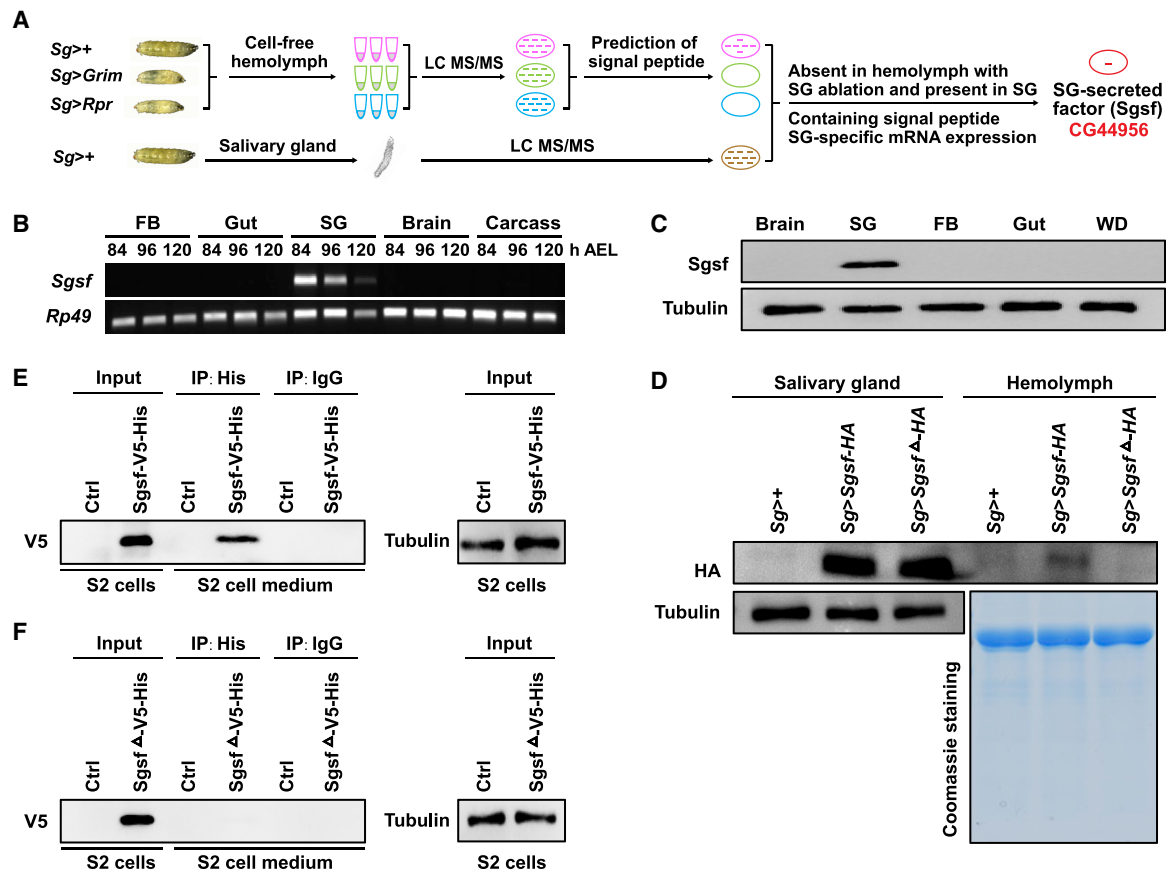 A
Sg>+
Sg>Grim
Sg>Rpr
Cell-free
hemolymph
LC MS/MS
Prediction of
signal peptide
Absent in hemolymph with
SG ablation and present in SG
Containing signal peptide
SG-specific mRNA expression
SG-secreted
factor (Sgsf)
CG44956
Sg>+
Salivary gland
LC MS/MS
B
FB Gut SG Brain Carcass
84 96 120 84 96 120 84 96 120 84 96 120 84 96 120 h AEL
Sgsf
Rp49
C
Brain SG FB Gut WD
Sgsf
Tubulin
E
Input IP: His IP: IgG Input
Ctrl Sgsf-V5-His Ctrl Sgsf-V5-His Ctrl Sgsf-V5-His Ctrl Sgsf-V5-His
V5 Tubulin
S2 cells S2 cell medium S2 cells
D
Salivary gland Hemolymph
Sg>+ Sg>Sgsf-HA Sg>SgsfΔ-HA Sg>+ Sg>Sgsf-HA Sg>SgsfΔ-HA
HA
Tubulin
Coomassie staining
F
Input IP: His IP: IgG Input
Ctrl SgsfΔ-V5-His Ctrl SgsfΔ-V5-His Ctrl SgsfΔ-V5-His Ctrl SgsfΔ-V5-His
V5 Tubulin
S2 cells S2 cell medium S2 cells